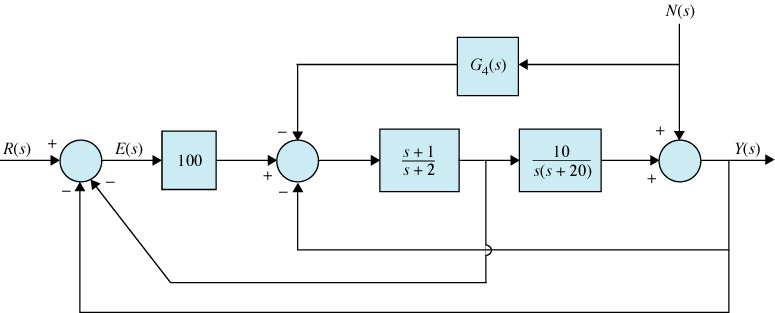 N(s)
G₄(s)
−
R(s)
+
E(s)
100
+
s + 1
s + 2
10
s(s + 20)
+
+
Y(s)
−
−
−